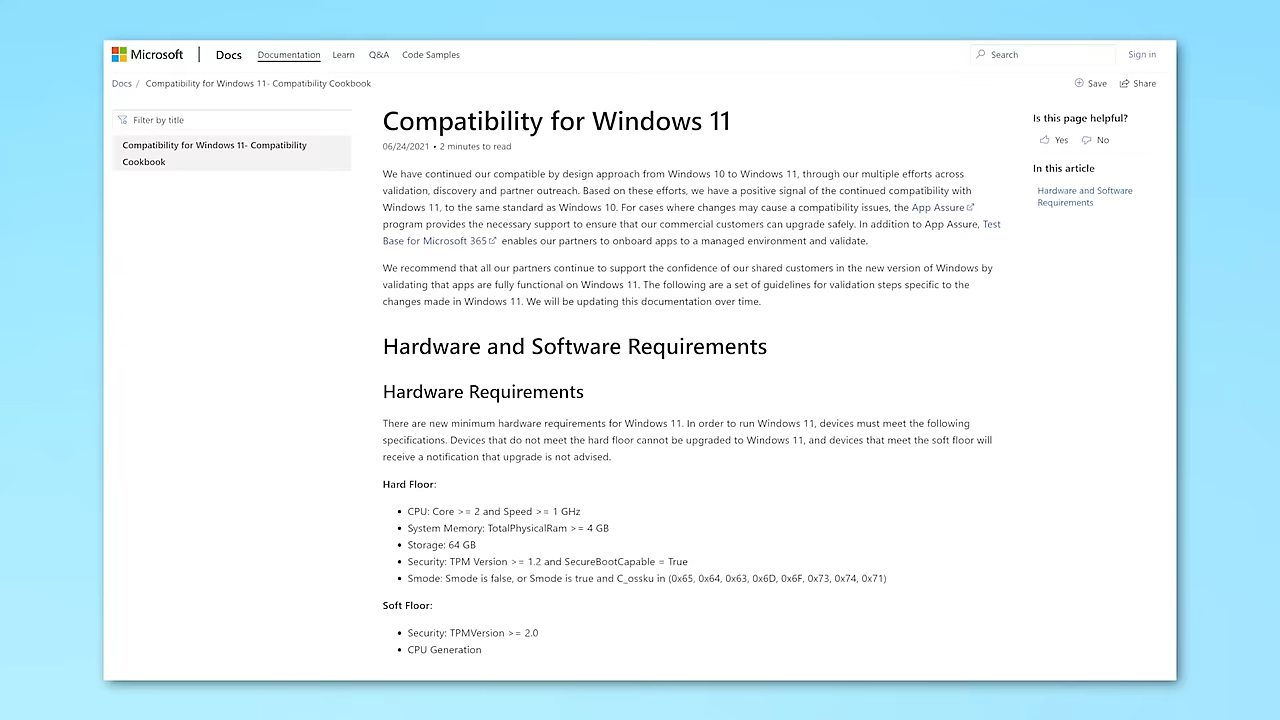 Microsoft | Docs Documentation Learn Q&A Code Samples Search Sign in
Docs / Compatibility for Windows 11- Compatibility Cookbook Save Share
Filter by title
Compatibility for Windows 11- Compatibility
Cookbook
Compatibility for Windows 11
06/24/2021 • 2 minutes to read
We have continued our compatible by design approach from Windows 10 to Windows 11, through our multiple efforts across
validation, discovery and partner outreach. Based on these efforts, we have a positive signal of the continued compatibility with
Windows 11, to the same standard as Windows 10. For cases where changes may cause a compatibility issues, the App Assure
program provides the necessary support to ensure that our commercial customers can upgrade safely. In addition to App Assure, Test
Base for Microsoft 365 enables our partners to onboard apps to a managed environment and validate.
We recommend that all our partners continue to support the confidence of our shared customers in the new version of Windows by
validating that apps are fully functional on Windows 11. The following are a set of guidelines for validation steps specific to the
changes made in Windows 11. We will be updating this documentation over time.
Hardware and Software Requirements
Hardware Requirements
There are new minimum hardware requirements for Windows 11. In order to run Windows 11, devices must meet the following
specifications. Devices that do not meet the hard floor cannot be upgraded to Windows 11, and devices that meet the soft floor will
receive a notification that upgrade is not advised.
Hard Floor:
• CPU: Core >= 2 and Speed >= 1 GHz
• System Memory: TotalPhysicalRam >= 4 GB
• Storage: 64 GB
• Security: TPM Version >= 1.2 and SecureBootCapable = True
• Smode: Smode is false, or Smode is true and C_ossku in (0x65, 0x64, 0x63, 0x6D, 0x6F, 0x73, 0x74, 0x71)
Soft Floor:
• Security: TPMVersion >= 2.0
• CPU Generation
Is this page helpful?
Yes No
In this article
Hardware and Software
Requirements